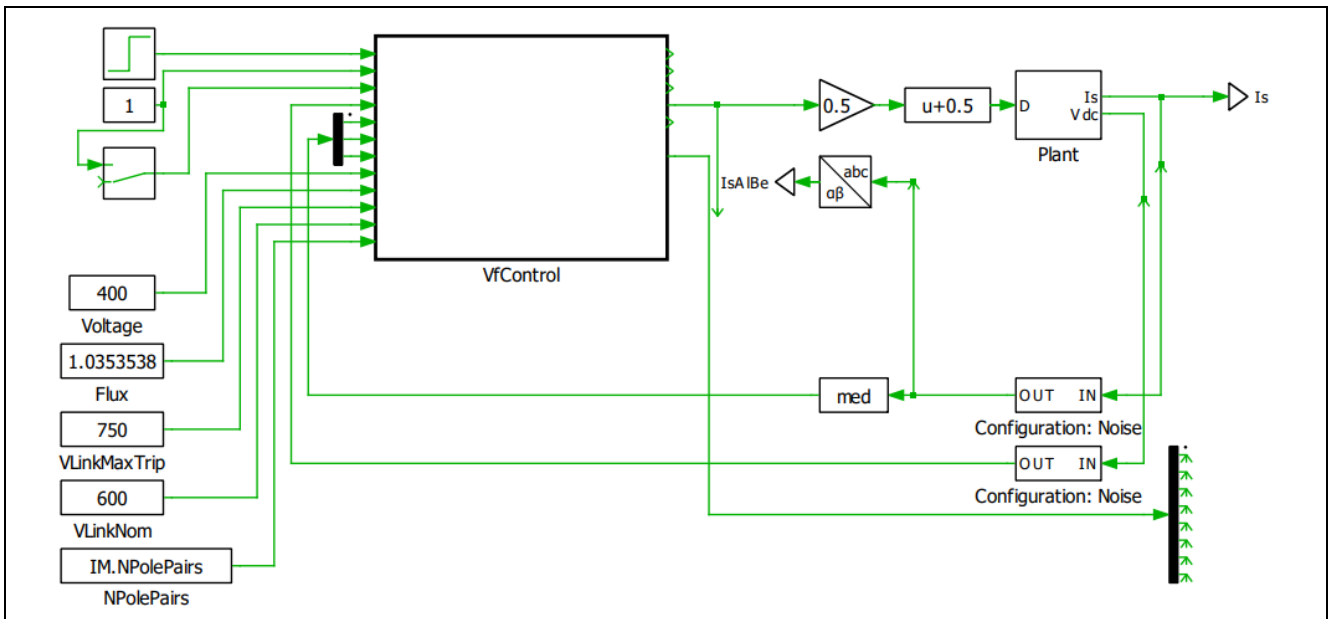 1
VfControl
0.5
u+0.5
D
Is
Vdc
Plant
Is
IsAlBe
abc
αβ
400
Voltage
1.0353538
Flux
750
VLinkMaxTrip
600
VLinkNom
IM.NPolePairs
NPolePairs
med
OUT IN
Configuration: Noise
OUT IN
Configuration: Noise